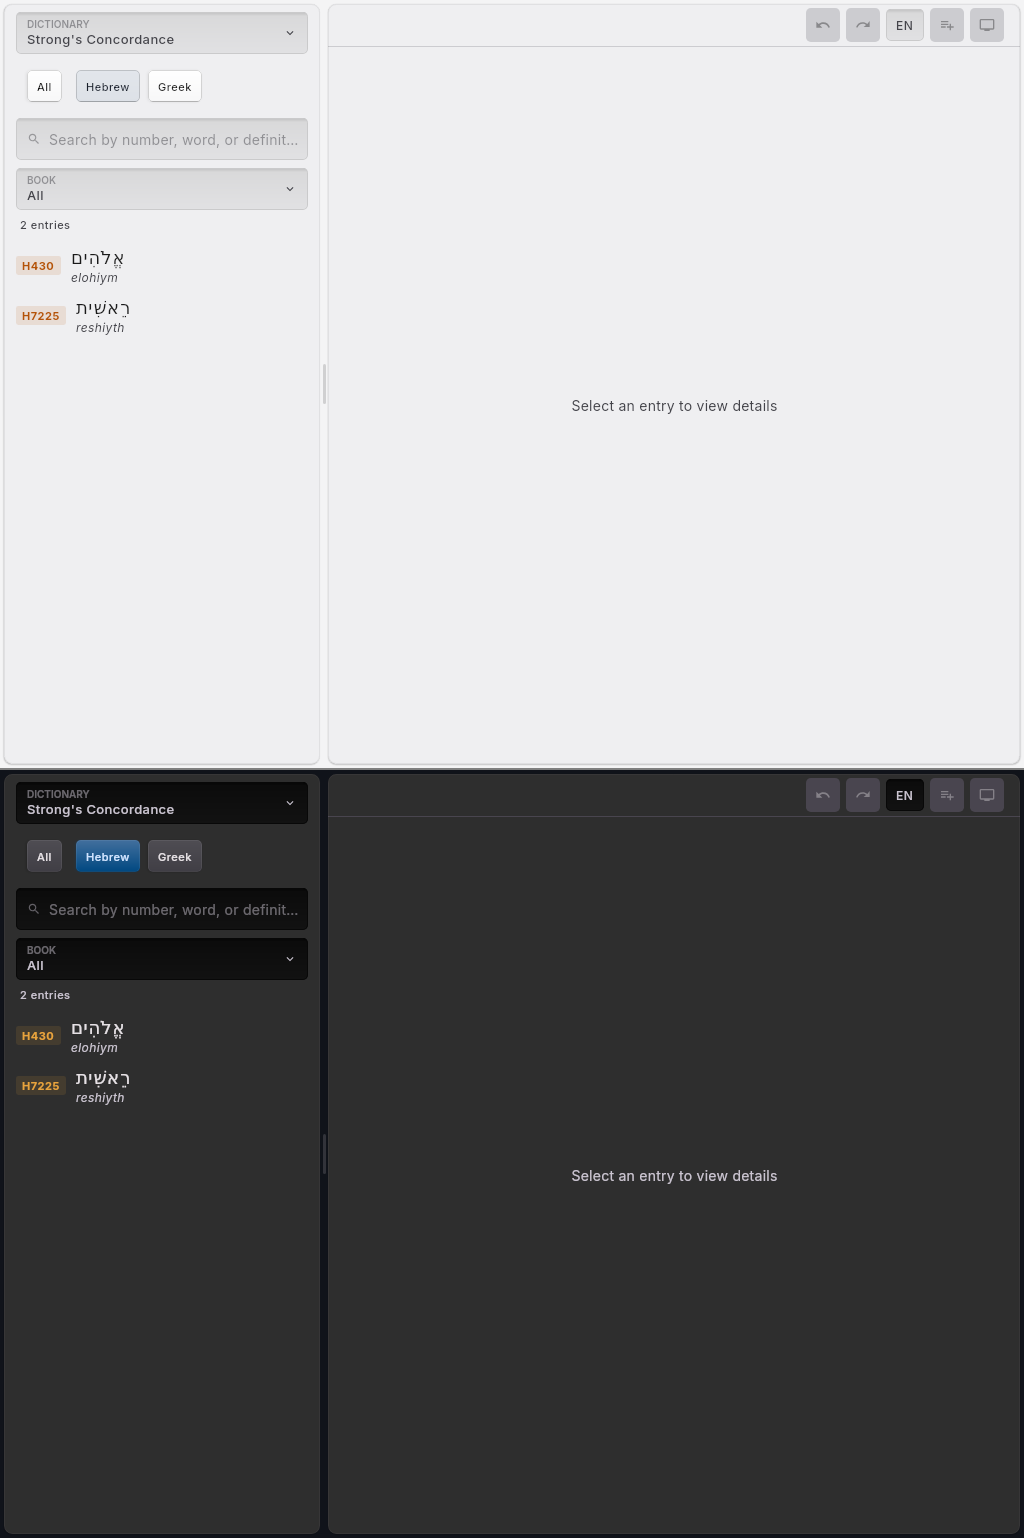 DICTIONARY
Strong's Concordance
EN
All
Hebrew
Greek
Search by number, word, or definit...
BOOK
All
2 entries
H430
אֱלֹהִים
elohiym
H7225
רֵאשִׁית
reshiyth
Select an entry to view details
DICTIONARY
Strong's Concordance
EN
All
Hebrew
Greek
Search by number, word, or definit...
BOOK
All
2 entries
H430
אֱלֹהִים
elohiym
H7225
רֵאשִׁית
reshiyth
Select an entry to view details